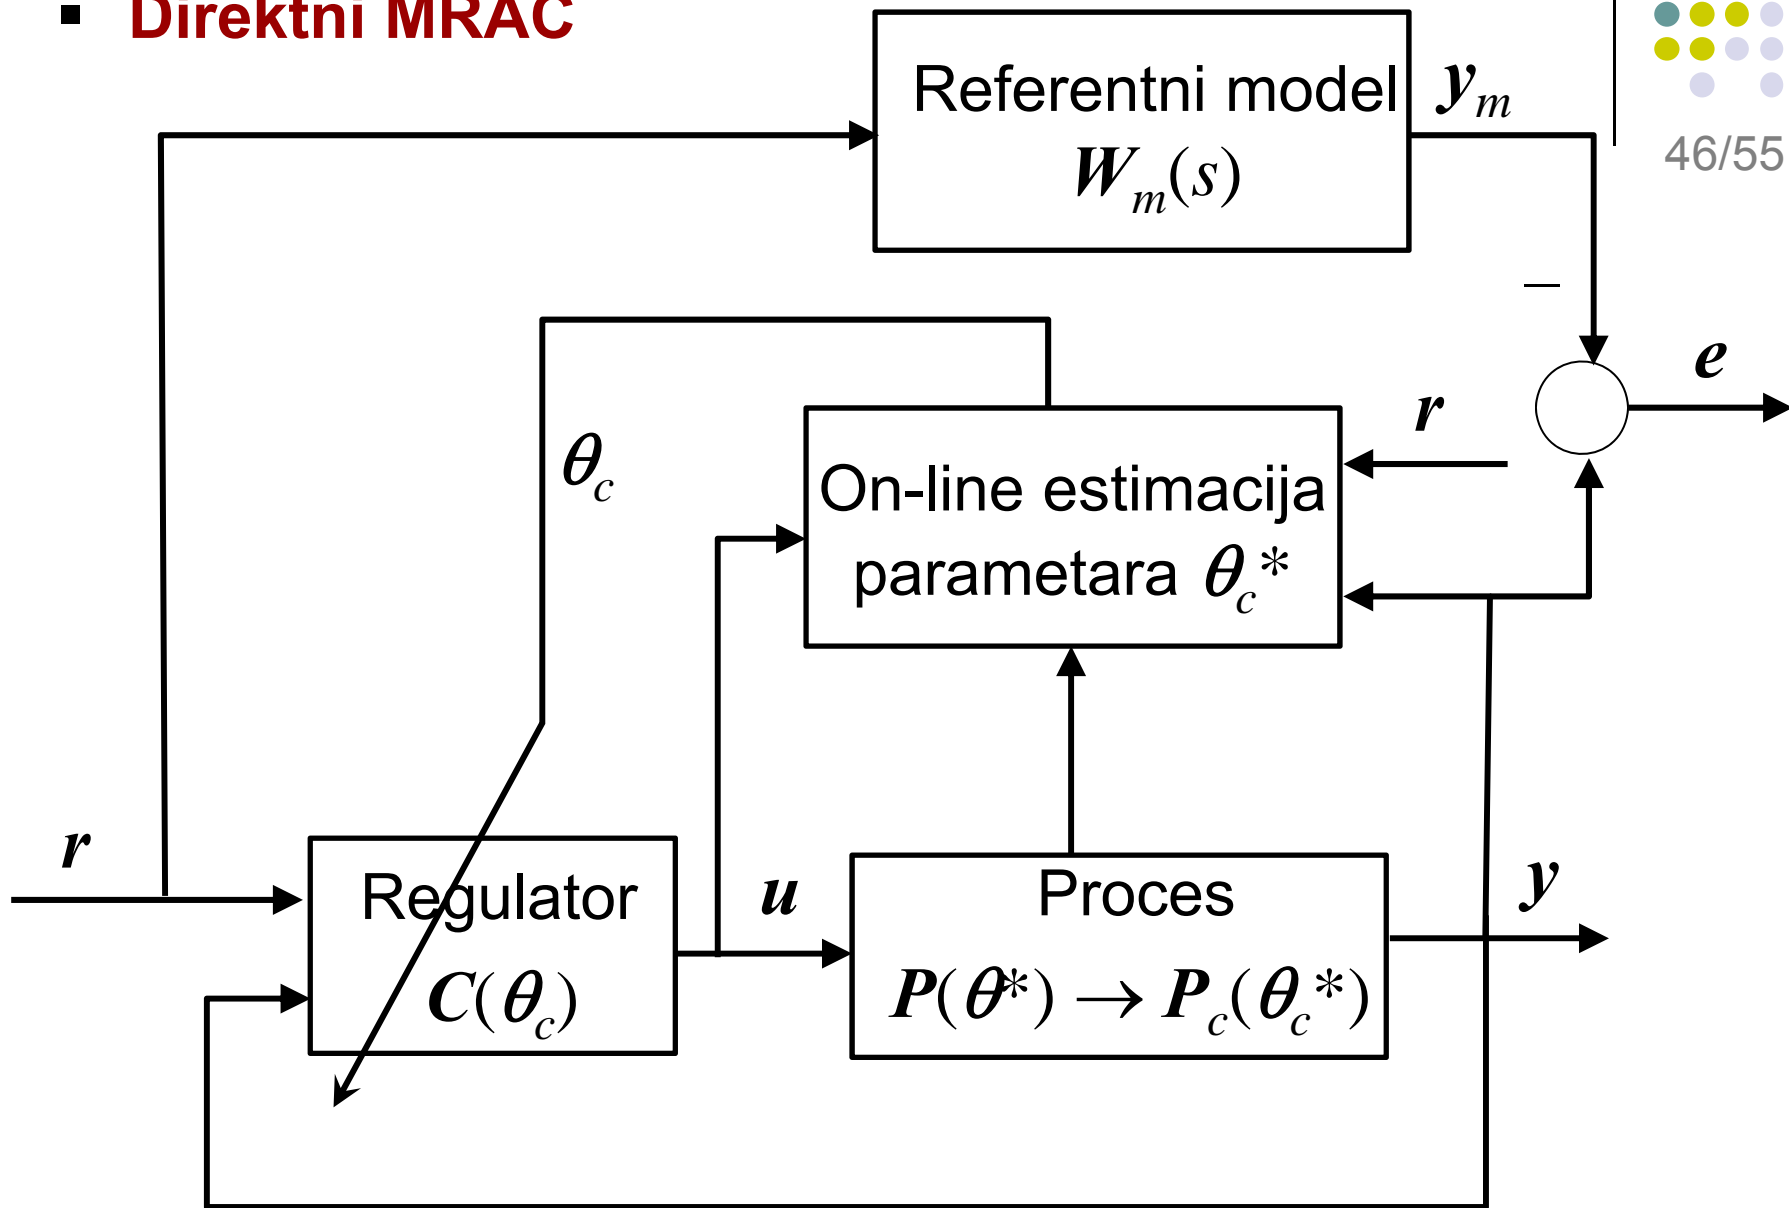 ▪ Direktni MRAC
Referentni model
W_m(s)
y_m
46/55
–
e
r
θ_c
On-line estimacija
parametara θ_c*
r
Regulator
C(θ_c)
u
Proces
P(θ*) → P_c(θ_c*)
y